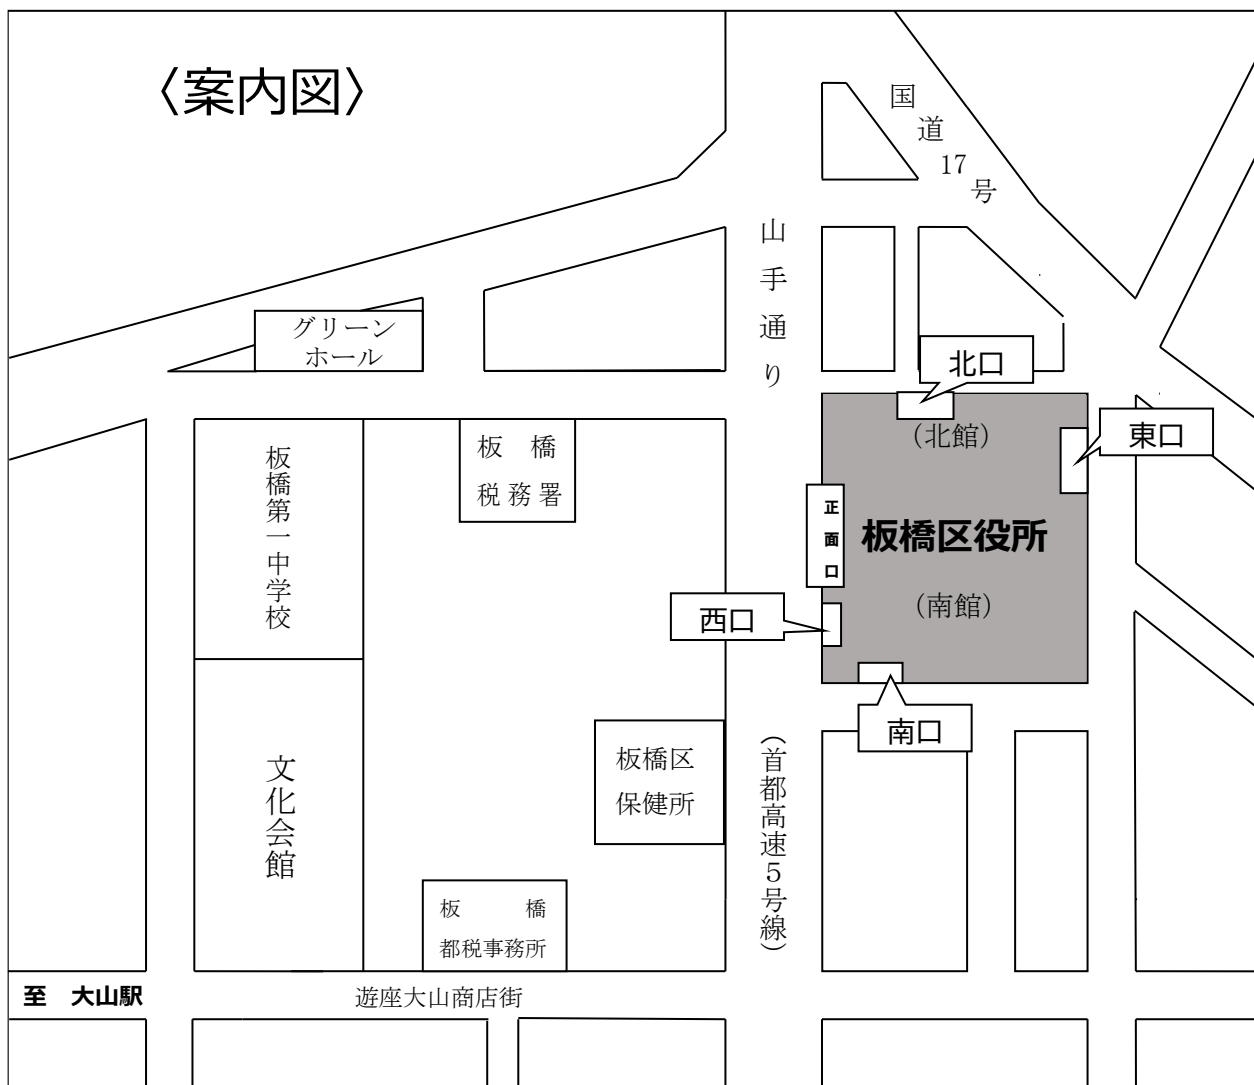 〈案内図〉
国道17号
山手通り
グリーン
ホール
北口
(北館)
東口
板橋第一中学校
板　橋
税務署
正面口
板橋区役所
(南館)
西口
南口
板橋区
保健所
(首都高速5号線)
文化会館
板　　橋
都税事務所
至　大山駅
遊座大山商店街